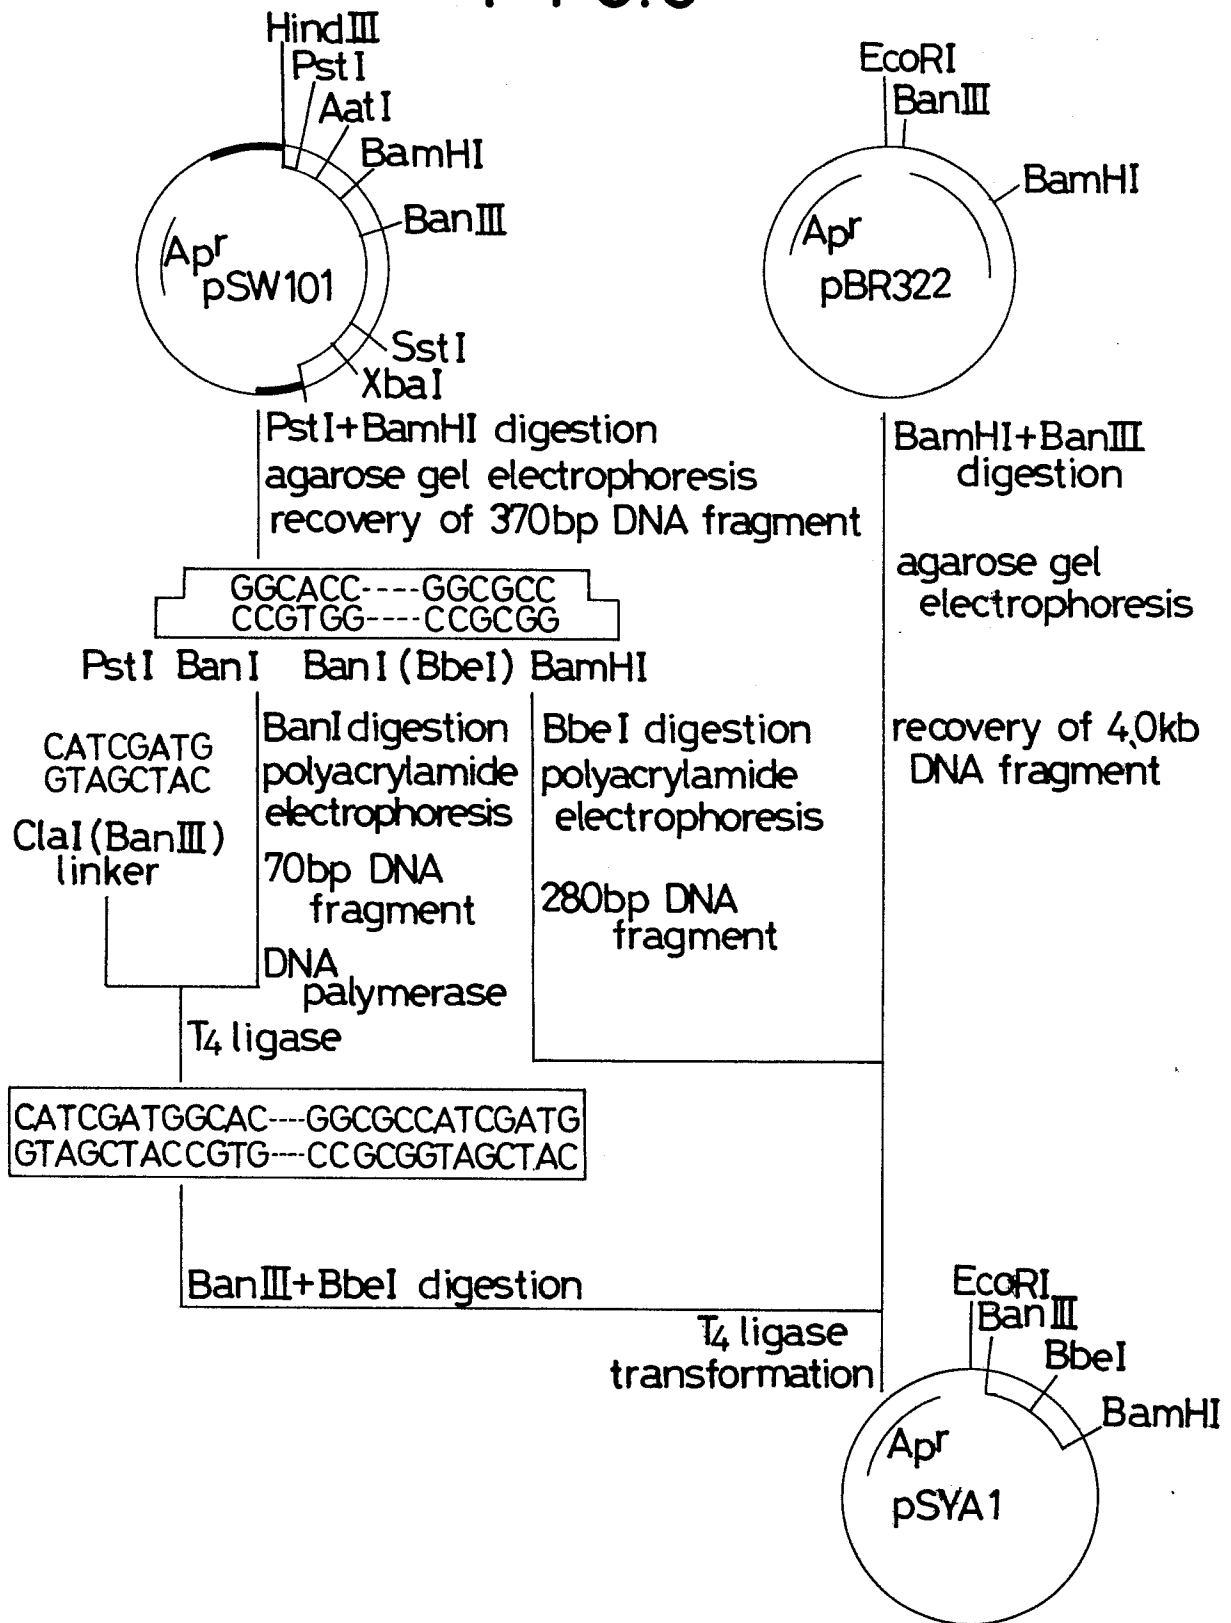 HindIII
PstI
AatI
BamHI
BanIII
Apr
pSW101
SstI
XbaI
EcoRI
BanIII
BamHI
Apr
pBR322
PstI+BamHI digestion
agarose gel electrophoresis
recovery of 370bp DNA fragment
BamHI+BanIII
digestion
agarose gel
electrophoresis
recovery of 4,0kb
DNA fragment
GGCACC----GGCGCC
CCGTGG----CCGCGG
PstI BanI BanI (BbeI) BamHI
CATCGATG
GTAGCTAC
ClaI(BanIII)
linker
BanI digestion
polyacrylamide
electrophoresis
70bp DNA
fragment
DNA
palymerase
BbeI digestion
polyacrylamide
electrophoresis
280bp DNA
fragment
T4 ligase
CATCGATGGCAC----GGCGCCATCGATG
GTAGCTACCGTG----CCGCGGTAGCTAC
BanIII+BbeI digestion
T4 ligase
transformation
EcoRI
BanIII
BbeI
BamHI
Apr
pSYA1